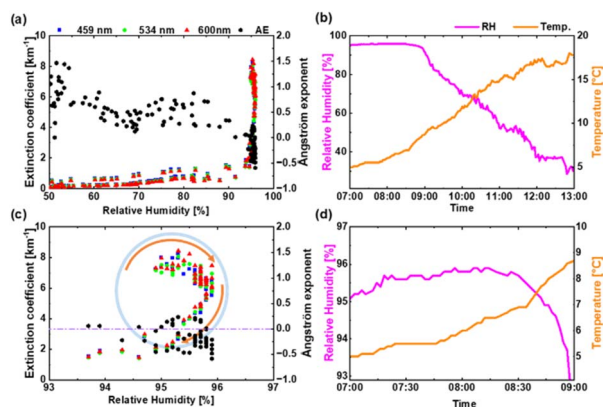 (a)
459 nm 534 nm 600nm AE
Extinction coefficient [km⁻¹]
10
8
6
4
2
0
2.0
1.5
1.0
0.5
0.0
-0.5
-1.0
Ångström exponent
50 60 70 80 90 100
Relative Humidity [%]
(b)
RH Temp.
Relative Humidity [%]
100
80
60
40
20
15
10
5
Temperature [°C]
07:00 08:00 09:00 10:00 11:00 12:00 13:00
Time
(c)
Extinction coefficient [km⁻¹]
10
8
6
4
2
0
2.0
1.5
1.0
0.5
0.0
-0.5
-1.0
Ångström exponent
93 94 95 96 97
Relative Humidity [%]
(d)
Relative Humidity [%]
97
96
95
94
93
10
9
8
7
6
5
Temperature [°C]
07:00 07:30 08:00 08:30 09:00
Time